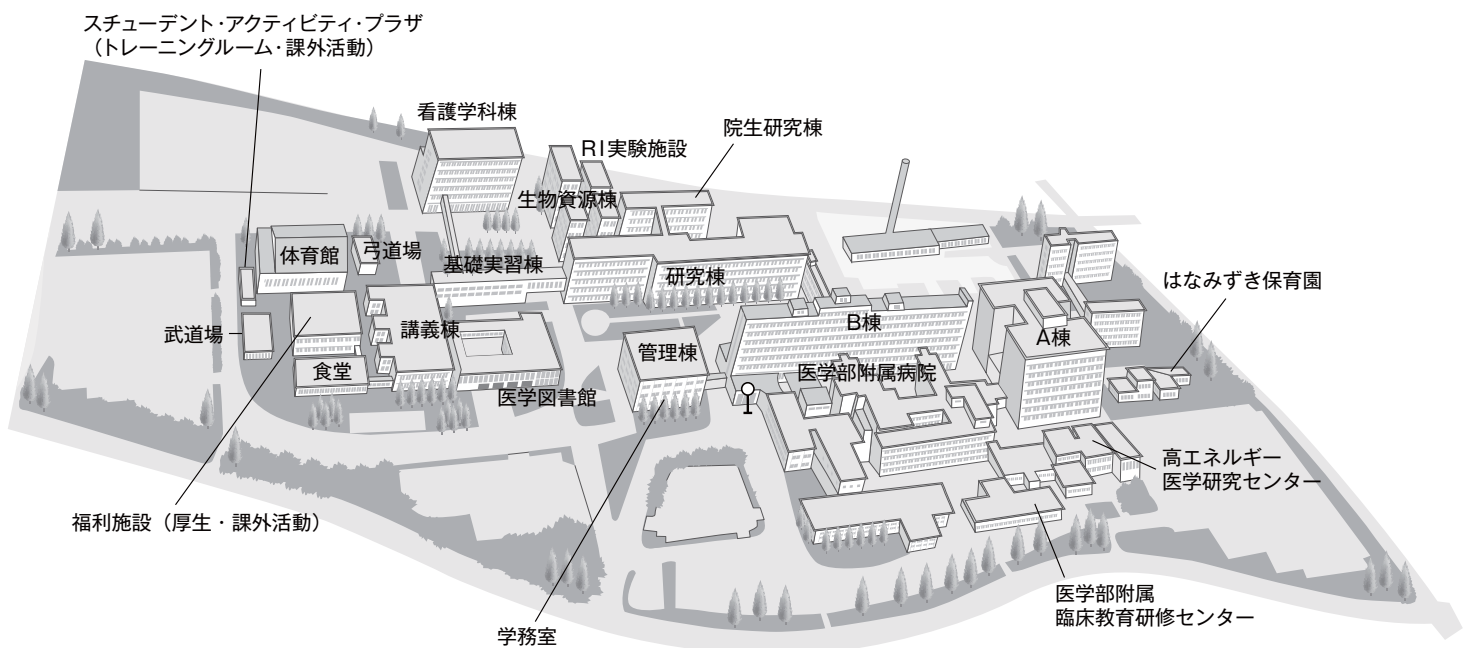 スチューデント・アクティビティ・プラザ
（トレーニングルーム・課外活動）
看護学科棟
RI実験施設
院生研究棟
生物資源棟
体育館
弓道場
基礎実習棟
研究棟
はなみずき保育園
武道場
講義棟
管理棟
B棟
A棟
食堂
医学部附属病院
医学図書館
高エネルギー
医学研究センター
福利施設（厚生・課外活動）
医学部附属
臨床教育研修センター
学務室